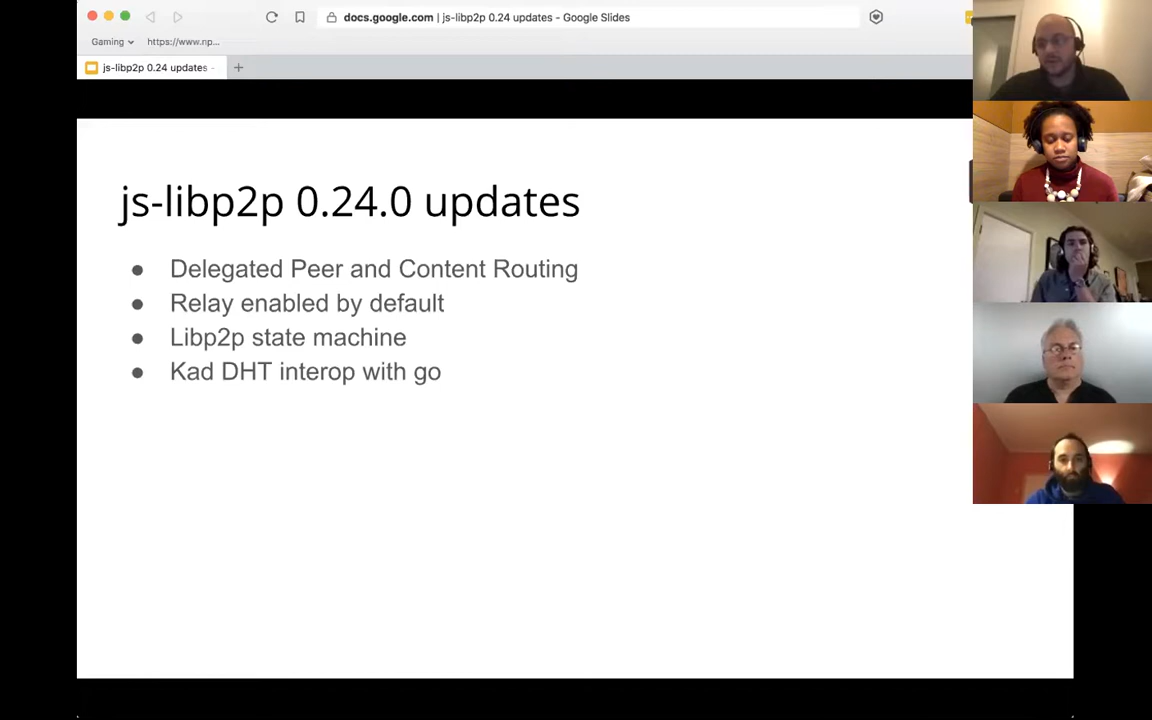 docs.google.com | js-libp2p 0.24 updates - Google Slides
Gaming
https://www.np...
js-libp2p 0.24 updates -
js-libp2p 0.24.0 updates
● Delegated Peer and Content Routing
● Relay enabled by default
● Libp2p state machine
● Kad DHT interop with go